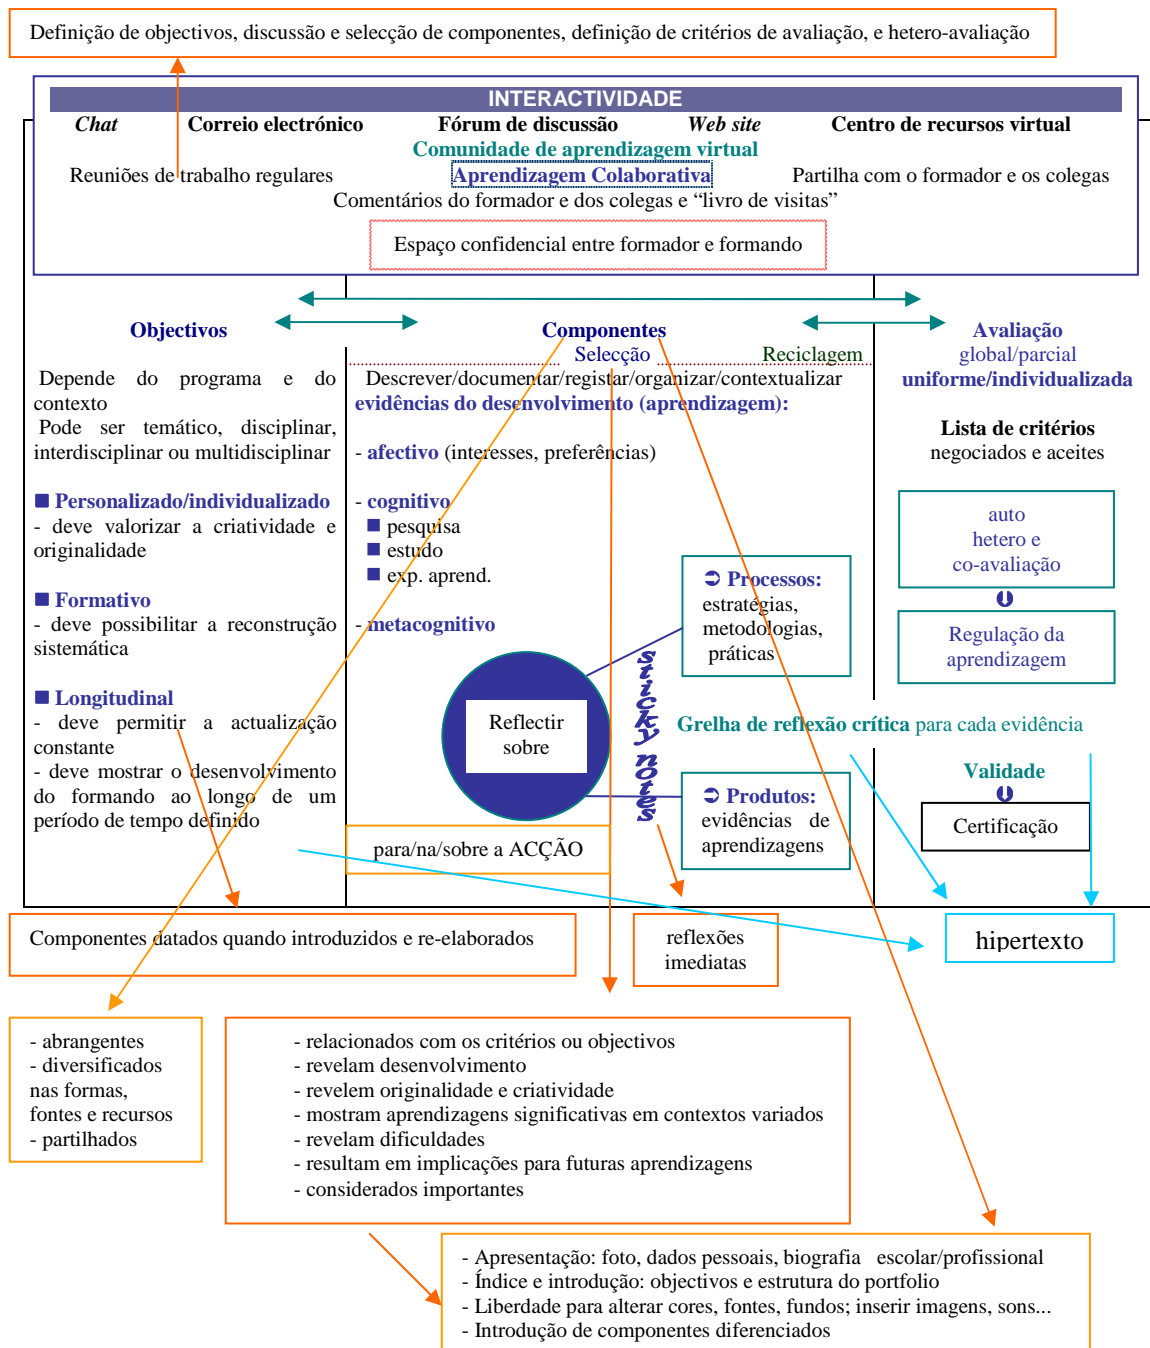 Definição de objectivos, discussão e selecção de componentes, definição de critérios de avaliação, e hetero-avaliação
INTERACTIVIDADE
Chat Correio electrónico Fórum de discussão Web site Centro de recursos virtual
Comunidade de aprendizagem virtual
Reuniões de trabalho regulares Aprendizagem Colaborativa Partilha com o formador e os colegas
Comentários do formador e dos colegas e “livro de visitas”
Espaço confidencial entre formador e formando
Objectivos
Depende do programa e do
contexto
Pode ser temático, disciplinar,
interdisciplinar ou multidisciplinar
■ Personalizado/individualizado
- deve valorizar a criatividade e
originalidade
■ Formativo
- deve possibilitar a reconstrução
sistemática
■ Longitudinal
- deve permitir a actualização
constante
- deve mostrar o desenvolvimento
do formando ao longo de um
período de tempo definido
Componentes
Selecção Reciclagem
Descrever/documentar/registar/organizar/contextualizar
evidências do desenvolvimento (aprendizagem):
- afectivo (interesses, preferências)
- cognitivo
■ pesquisa
■ estudo
■ exp. aprend.
- metacognitivo
Reflectir
sobre
sticky notes
➲ Processos:
estratégias,
metodologias,
práticas
➲ Produtos:
evidências de
aprendizagens
para/na/sobre a ACÇÃO
Avaliação
global/parcial
uniforme/individualizada
Lista de critérios
negociados e aceites
auto
hetero e
co-avaliação
Regulação da
aprendizagem
Grelha de reflexão crítica para cada evidência
Validade
Certificação
Componentes datados quando introduzidos e re-elaborados
reflexões
imediatas
hipertexto
- abrangentes
- diversificados
nas formas,
fontes e recursos
- partilhados
- relacionados com os critérios ou objectivos
- revelam desenvolvimento
- revelem originalidade e criatividade
- mostram aprendizagens significativas em contextos variados
- revelam dificuldades
- resultam em implicações para futuras aprendizagens
- considerados importantes
- Apresentação: foto, dados pessoais, biografia escolar/profissional
- Índice e introdução: objectivos e estrutura do portfolio
- Liberdade para alterar cores, fontes, fundos; inserir imagens, sons...
- Introdução de componentes diferenciados